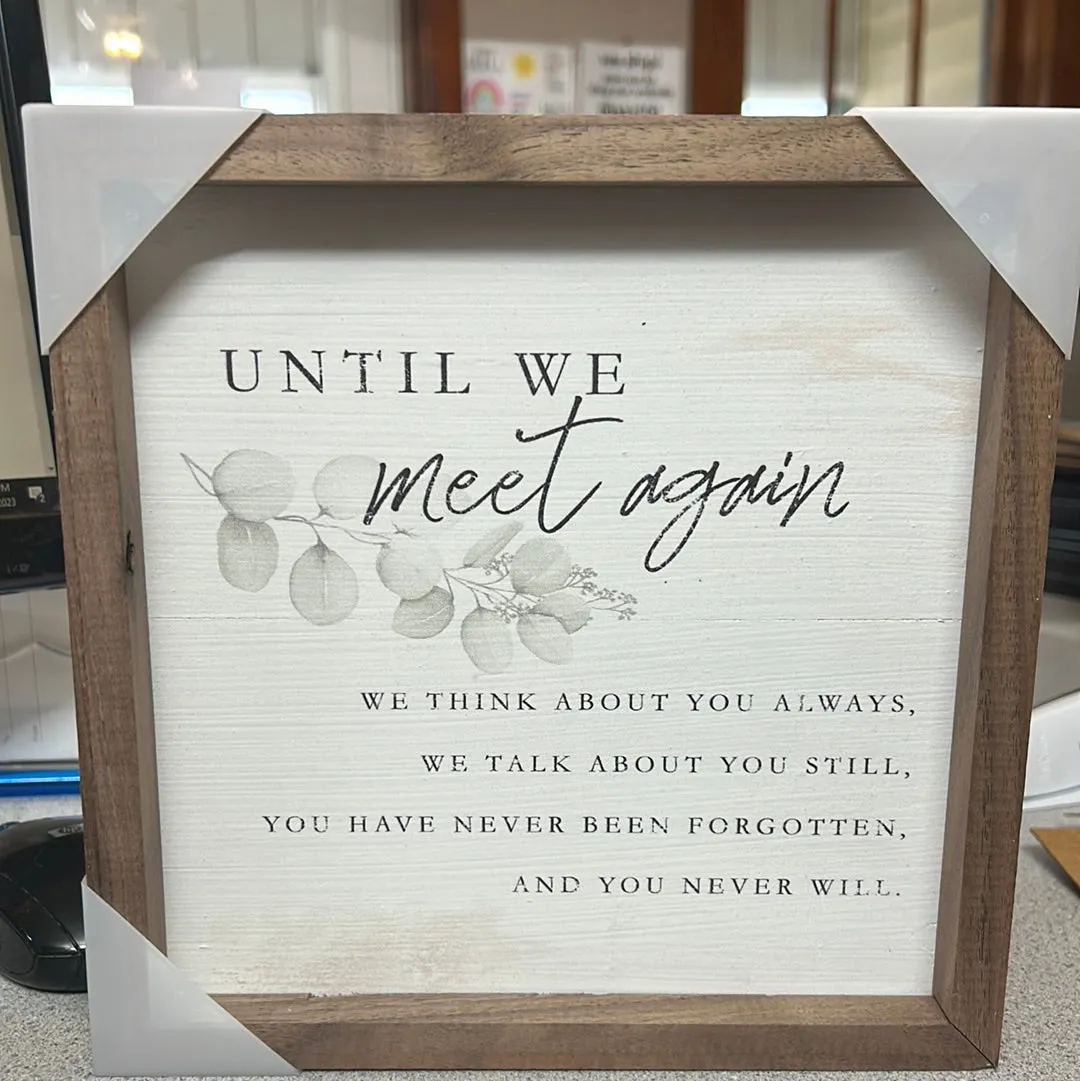 UNTIL WE
meet again
WE THINK ABOUT YOU ALWAYS,
WE TALK ABOUT YOU STILL,
YOU HAVE NEVER BEEN FORGOTTEN,
AND YOU NEVER WILL.